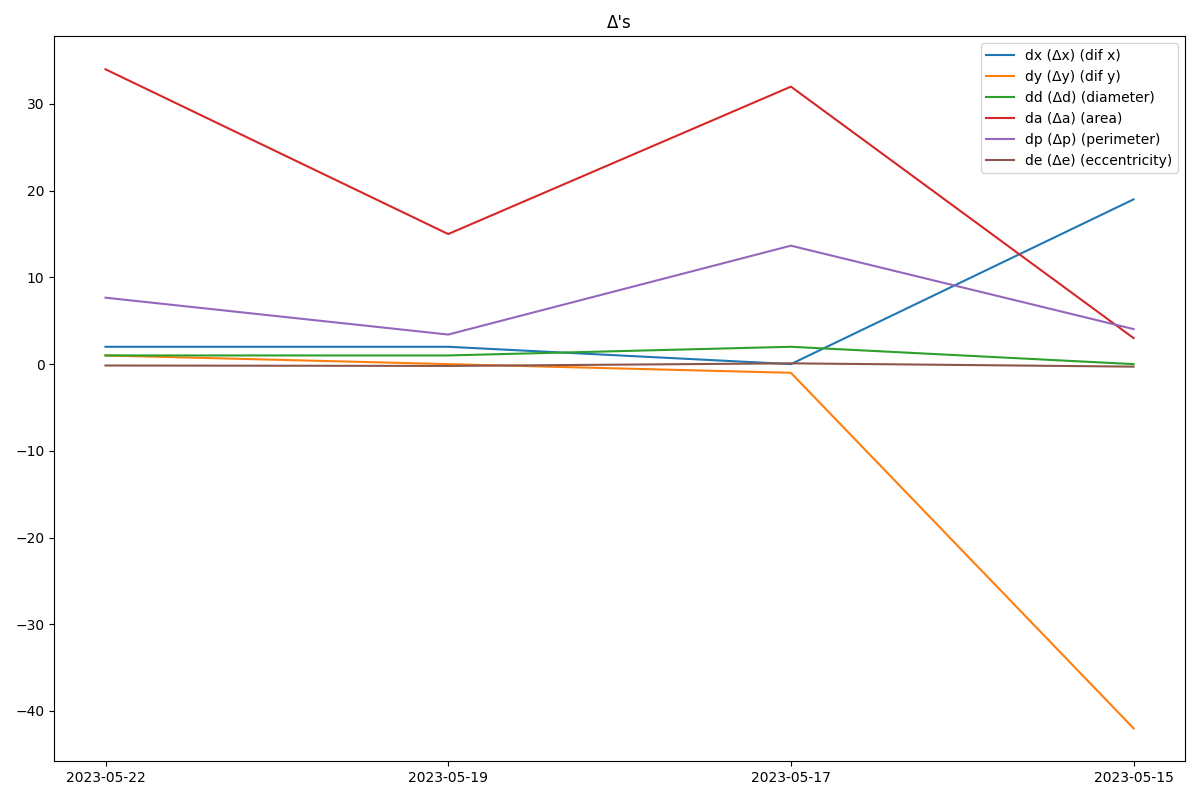 Δ's
dx (Δx) (dif x)
dy (Δy) (dif y)
dd (Δd) (diameter)
da (Δa) (area)
dp (Δp) (perimeter)
de (Δe) (eccentricity)
30
20
10
0
−10
−20
−30
−40
2023-05-22 2023-05-19 2023-05-17 2023-05-15